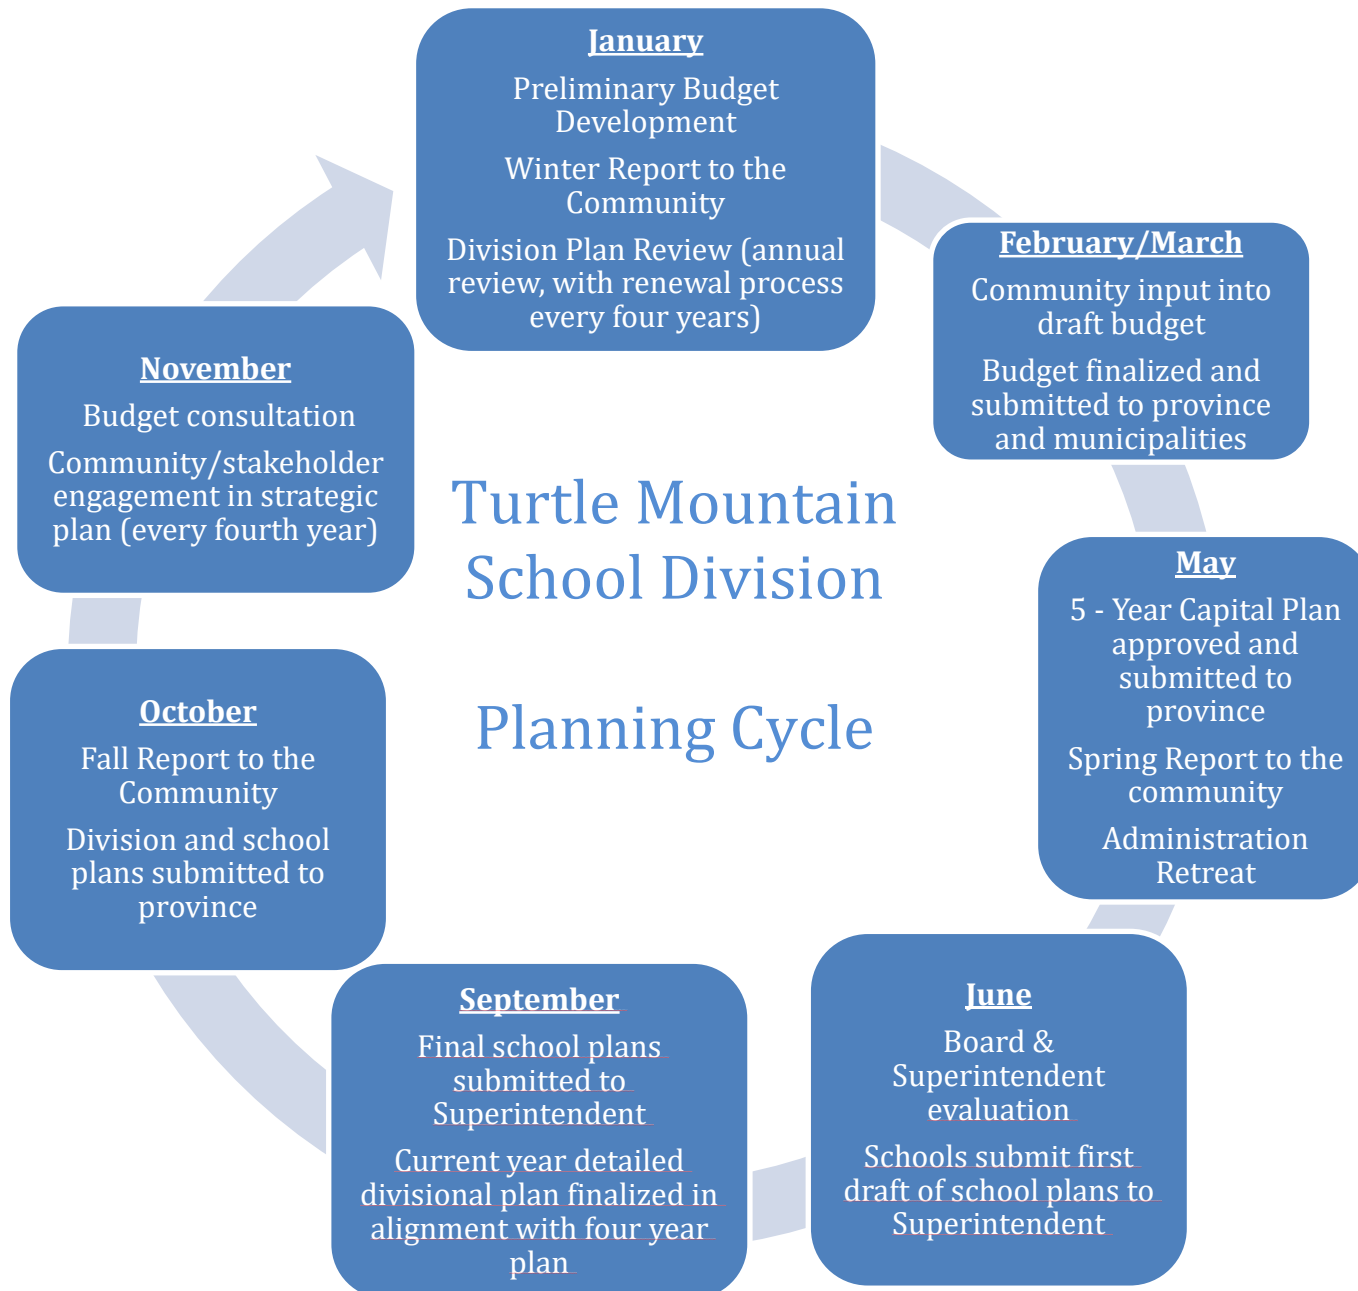 January
Preliminary Budget
Development
Winter Report to the
Community
Division Plan Review (annual
review, with renewal process
every four years)
February/March
Community input into
draft budget
Budget finalized and
submitted to province
and municipalities
May
5 - Year Capital Plan
approved and
submitted to
province
Spring Report to the
community
Administration
Retreat
June
Board &
Superintendent
evaluation
Schools submit first
draft of school plans to
Superintendent
September
Final school plans
submitted to
Superintendent
Current year detailed
divisional plan finalized in
alignment with four year
plan
October
Fall Report to the
Community
Division and school
plans submitted to
province
November
Budget consultation
Community/stakeholder
engagement in strategic
plan (every fourth year)
Turtle Mountain
School Division
Planning Cycle